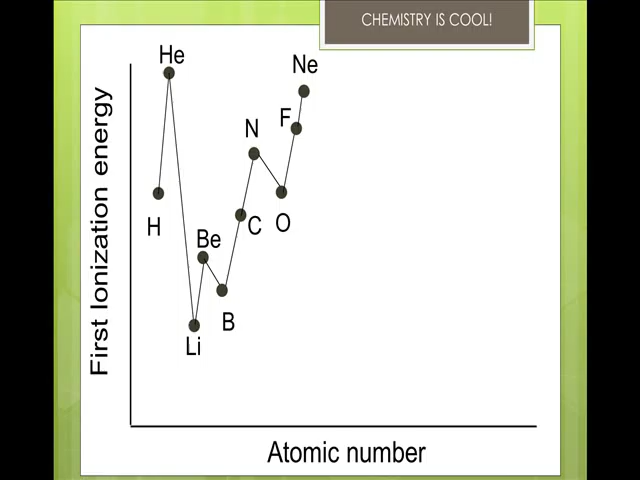 CHEMISTRY IS COOL!
He
Ne
F
N
H
C
O
Be
B
Li
First Ionization energy
Atomic number